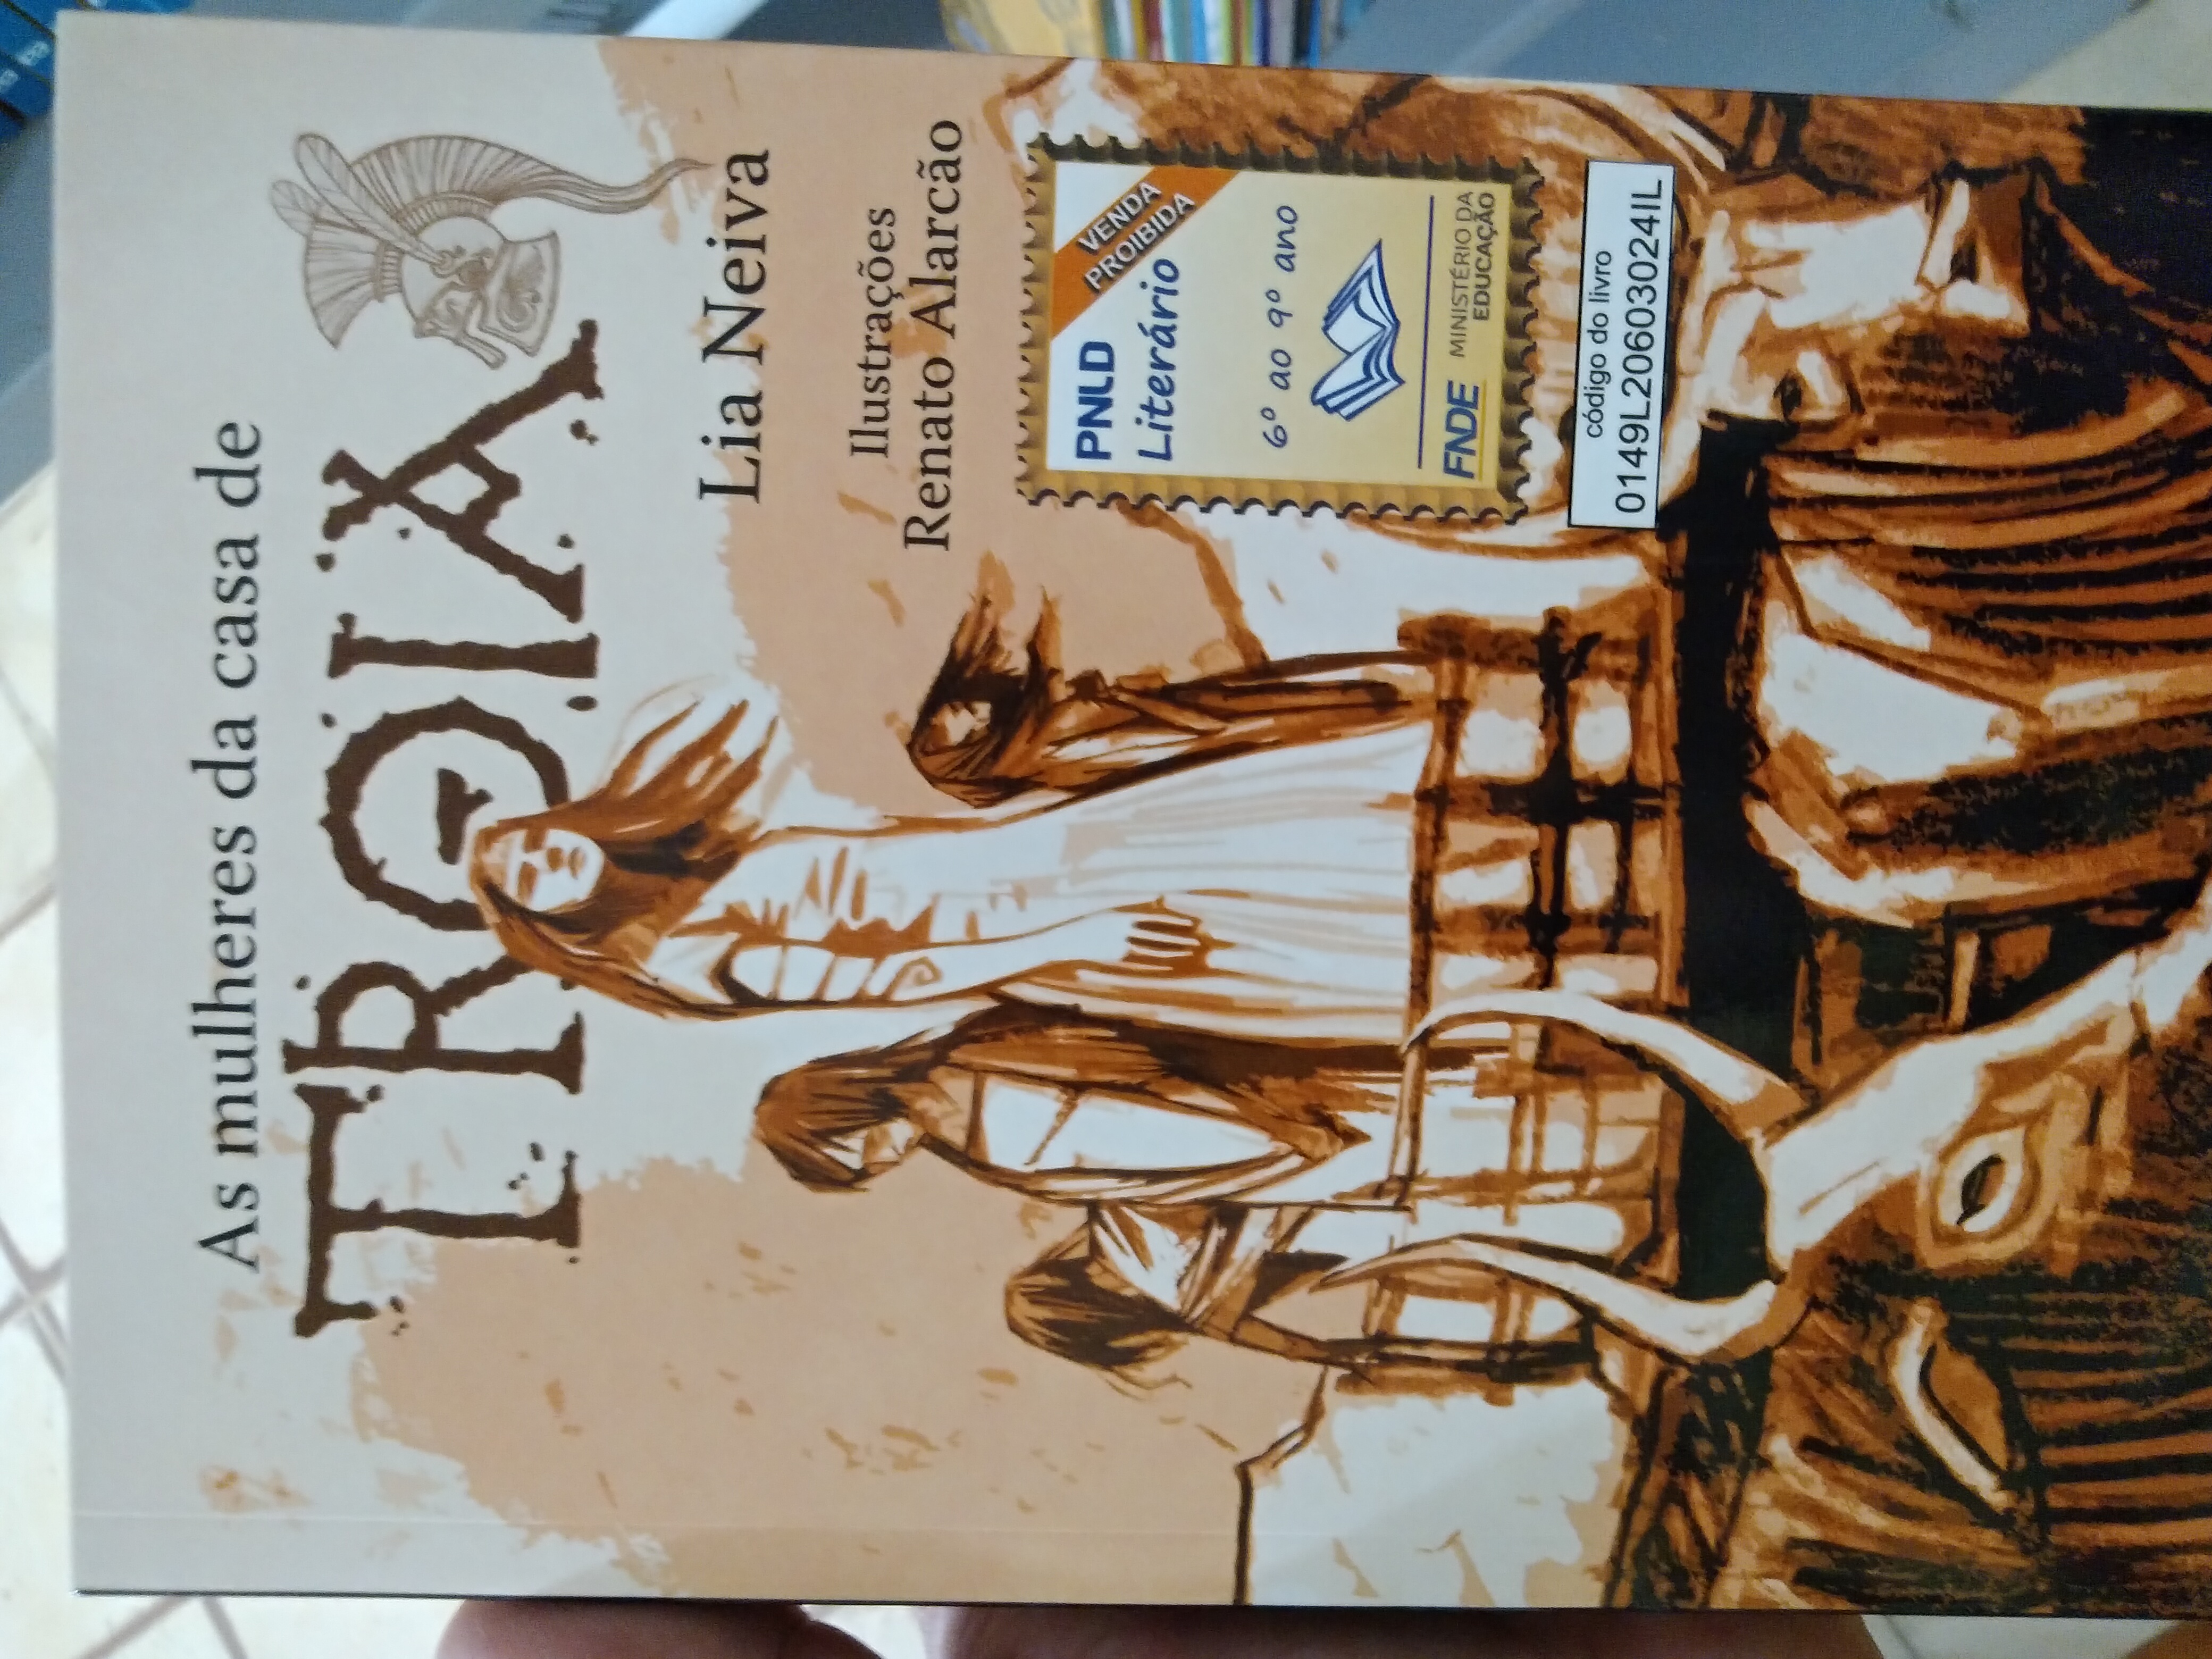 As mulheres da casa de
TROIA
Lia Neiva
Ilustrações
Renato Alarcão
PNLD
Literário
VENDA
PROIBIDA
6º ao 9º ano
FNDE
MINISTÉRIO DA
EDUCAÇÃO
código do livro
0149L20603024IL